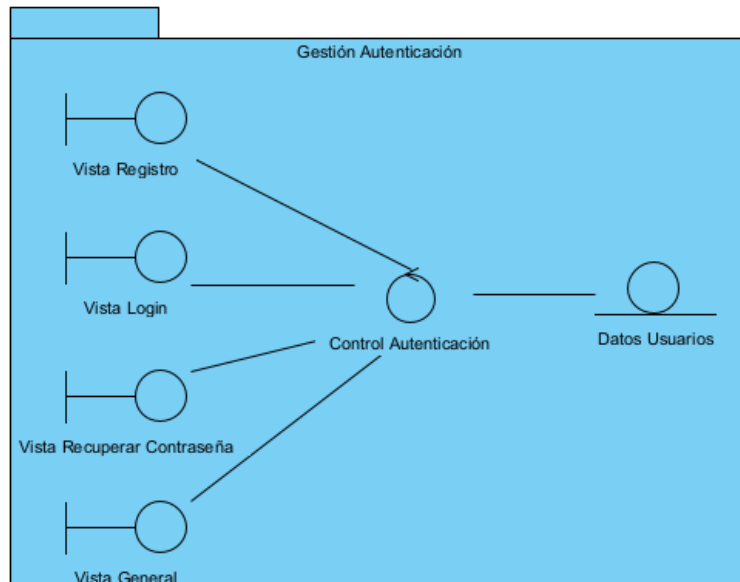 Gestión Autenticación
Vista Registro
Vista Login
Control Autenticación
Datos Usuarios
Vista Recuperar Contraseña
Vista General